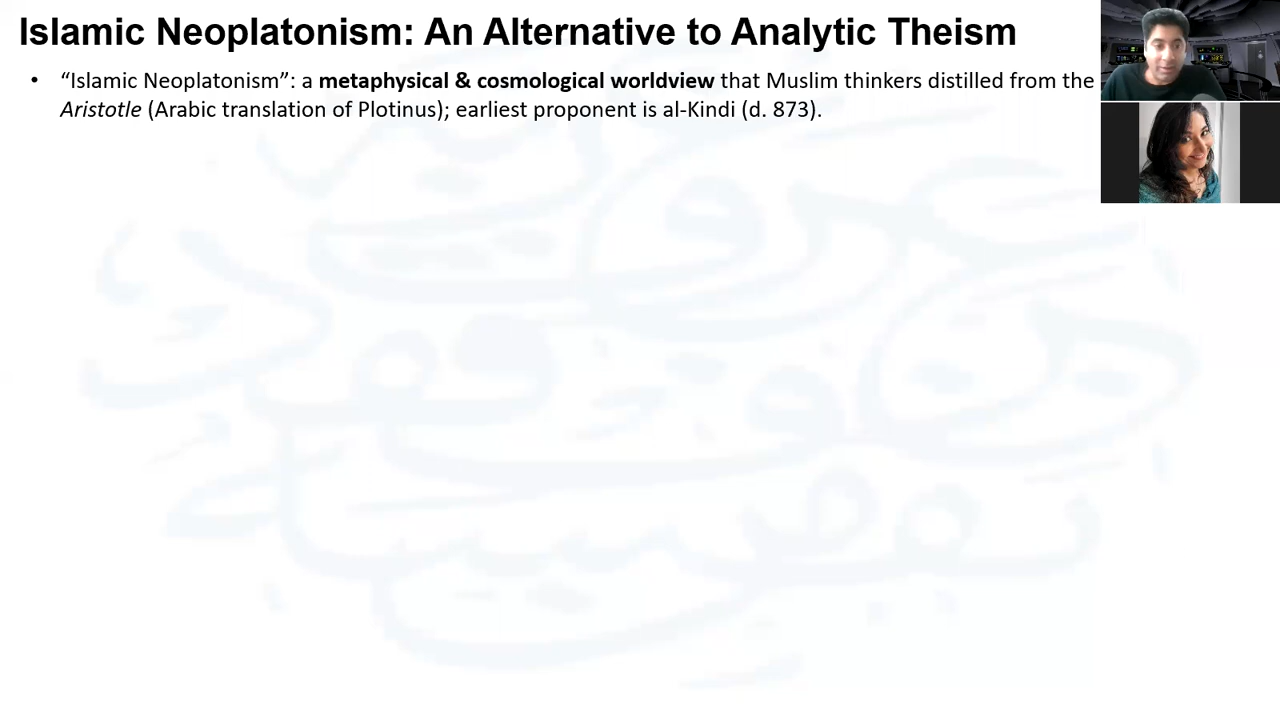 Islamic Neoplatonism: An Alternative to Analytic Theism
• “Islamic Neoplatonism”: a metaphysical & cosmological worldview that Muslim thinkers distilled from the
Aristotle (Arabic translation of Plotinus); earliest proponent is al-Kindi (d. 873).